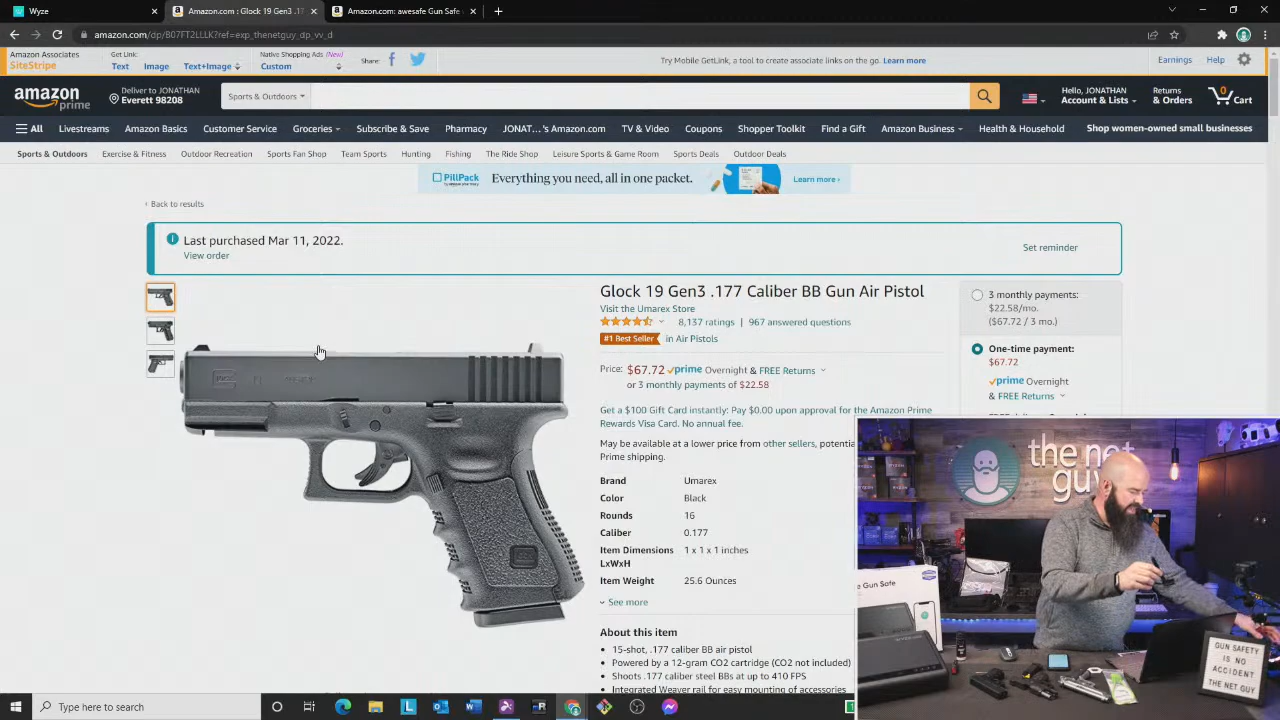 Wyze
Amazon.com : Glock 19 Gen3 .17
Amazon.com: awesafe Gun Safe
amazon.com/dp/B07FT2LLLK?ref=exp_thenetguy_dp_vv_d
Amazon Associates
SiteStripe
Get Link:
Text Image Text+Image
Native Shopping Ads (New)
Custom
Share:
Try Mobile GetLink, a tool to create associate links on the go. Learn more
Earnings Help
amazon
prime
Deliver to JONATHAN
Everett 98208
Sports & Outdoors
Hello, JONATHAN
Account & Lists
Returns
& Orders
0
Cart
All Livestreams Amazon Basics Customer Service Groceries Subscribe & Save Pharmacy JONAT...'s Amazon.com TV & Video Coupons Shopper Toolkit Find a Gift Amazon Business Health & Household Shop women-owned small businesses
Sports & Outdoors Exercise & Fitness Outdoor Recreation Sports Fan Shop Team Sports Hunting Fishing The Ride Shop Leisure Sports & Game Room Sports Deals Outdoor Deals
PillPack
by amazon pharmacy
Everything you need, all in one packet.
Learn more ›
‹ Back to results
Last purchased Mar 11, 2022.
View order
Set reminder
Glock 19 Gen3 .177 Caliber BB Gun Air Pistol
Visit the Umarex Store
8,137 ratings | 967 answered questions
#1 Best Seller in Air Pistols
Price: $67.72 prime Overnight & FREE Returns
or 3 monthly payments of $22.58
Get a $100 Gift Card instantly: Pay $0.00 upon approval for the Amazon Prime
Rewards Visa Card. No annual fee.
May be available at a lower price from other sellers, potentia
Prime shipping.
Brand Umarex
Color Black
Rounds 16
Caliber 0.177
Item Dimensions 1 x 1 x 1 inches
LxWxH
Item Weight 25.6 Ounces
See more
About this item
• 15-shot, .177 caliber BB air pistol
• Powered by a 12-gram CO2 cartridge (CO2 not included)
• Shoots .177 caliber steel BBs at up to 410 FPS
• Integrated Weaver rail for easy mounting of accessories
3 monthly payments:
$22.58/mo.
($67.72 / 3 mo.)
One-time payment:
$67.72
prime Overnight
& FREE Returns
the net
guy
e Gun Safe
GUN SAFETY
IS NO
ACCIDENT
THE NET GUY
Type here to search